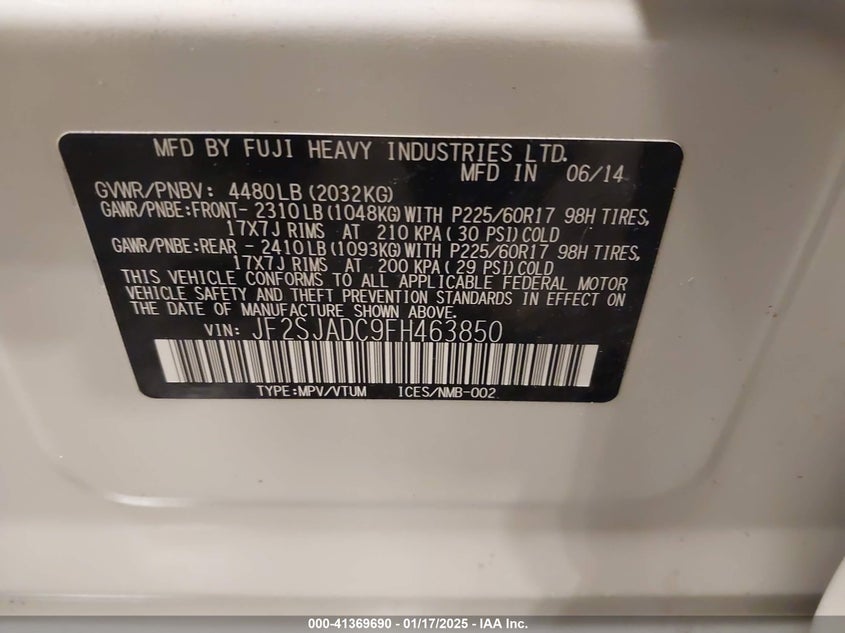 MFD BY FUJI HEAVY INDUSTRIES LTD.
MFD IN 06/14
GVWR/PNBV: 4480LB (2032KG)
GAWR/PNBE:FRONT- 2310LB (1048KG) WITH P225/60R17 98H TIRES,
17X7J RIMS AT 210 KPA (30 PSI) COLD
GAWR/PNBE:REAR - 2410LB (1093KG) WITH P225/60R17 98H TIRES,
17X7J RIMS AT 200 KPA (29 PSI) COLD
THIS VEHICLE CONFORMS TO ALL APPLICABLE FEDERAL MOTOR
VEHICLE SAFETY AND THEFT PREVENTION STANDARDS IN EFFECT ON
THE DATE OF MANUFACTURE SHOWN ABOVE.
VIN: JF2SJADC9FH463850
TYPE:MPV/VTUM ICES/NMB-002
000-41369690 - 01/17/2025 - IAA Inc.